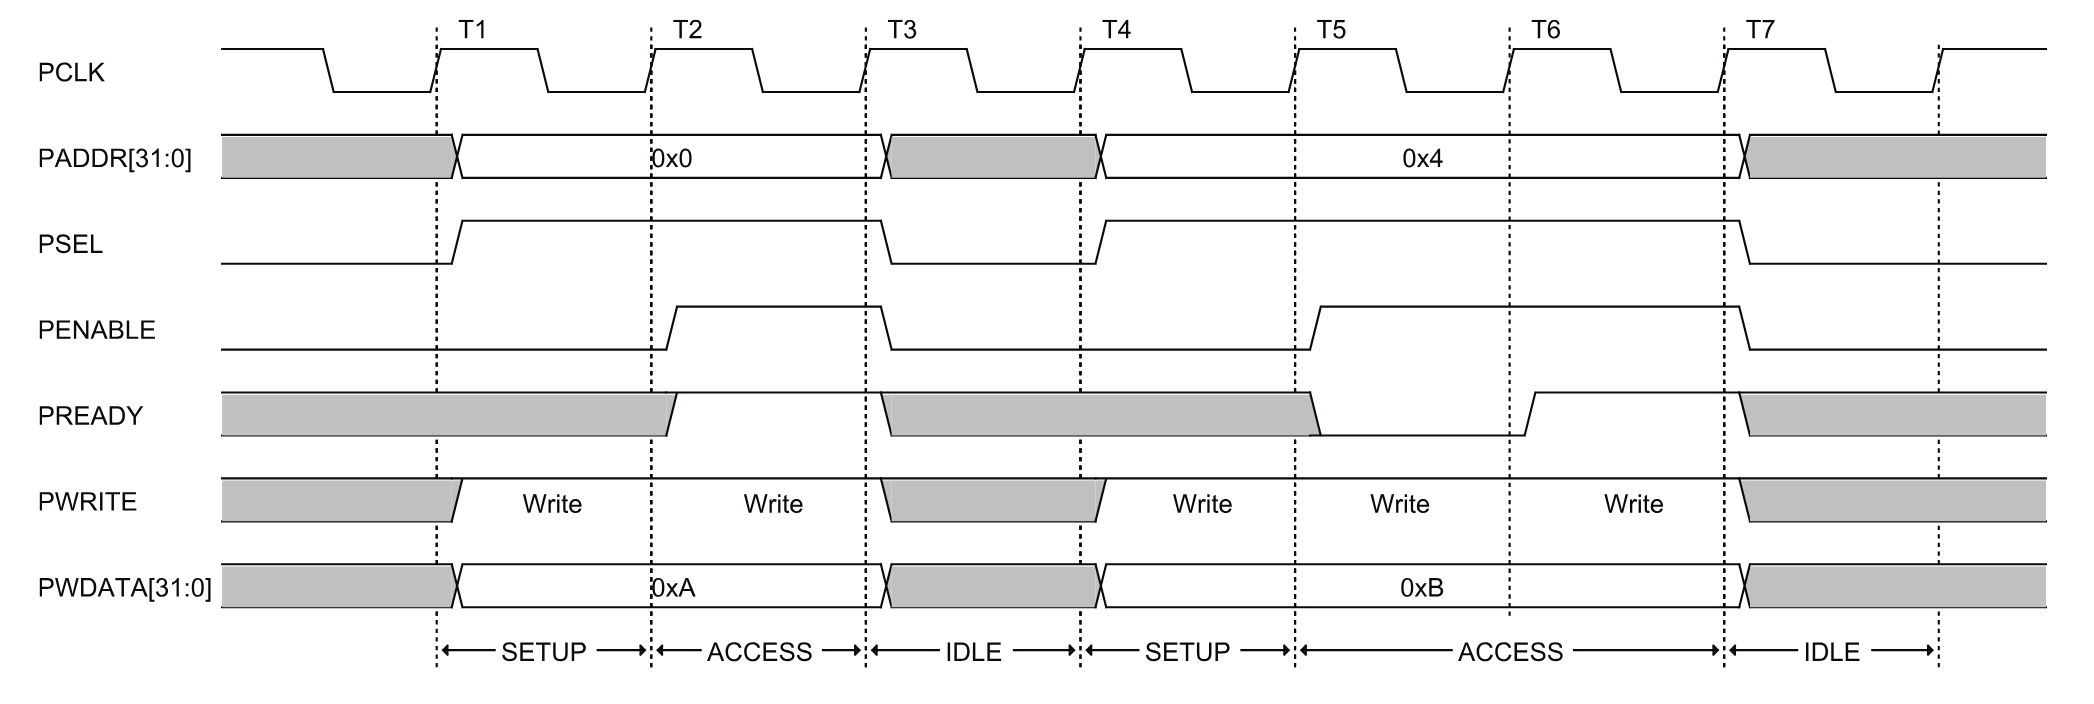 T1 T2 T3 T4 T5 T6 T7
PCLK
PADDR[31:0] 0x0 0x4
PSEL
PENABLE
PREADY
PWRITE Write Write Write Write Write
PWDATA[31:0] 0xA 0xB
SETUP ACCESS IDLE SETUP ACCESS IDLE